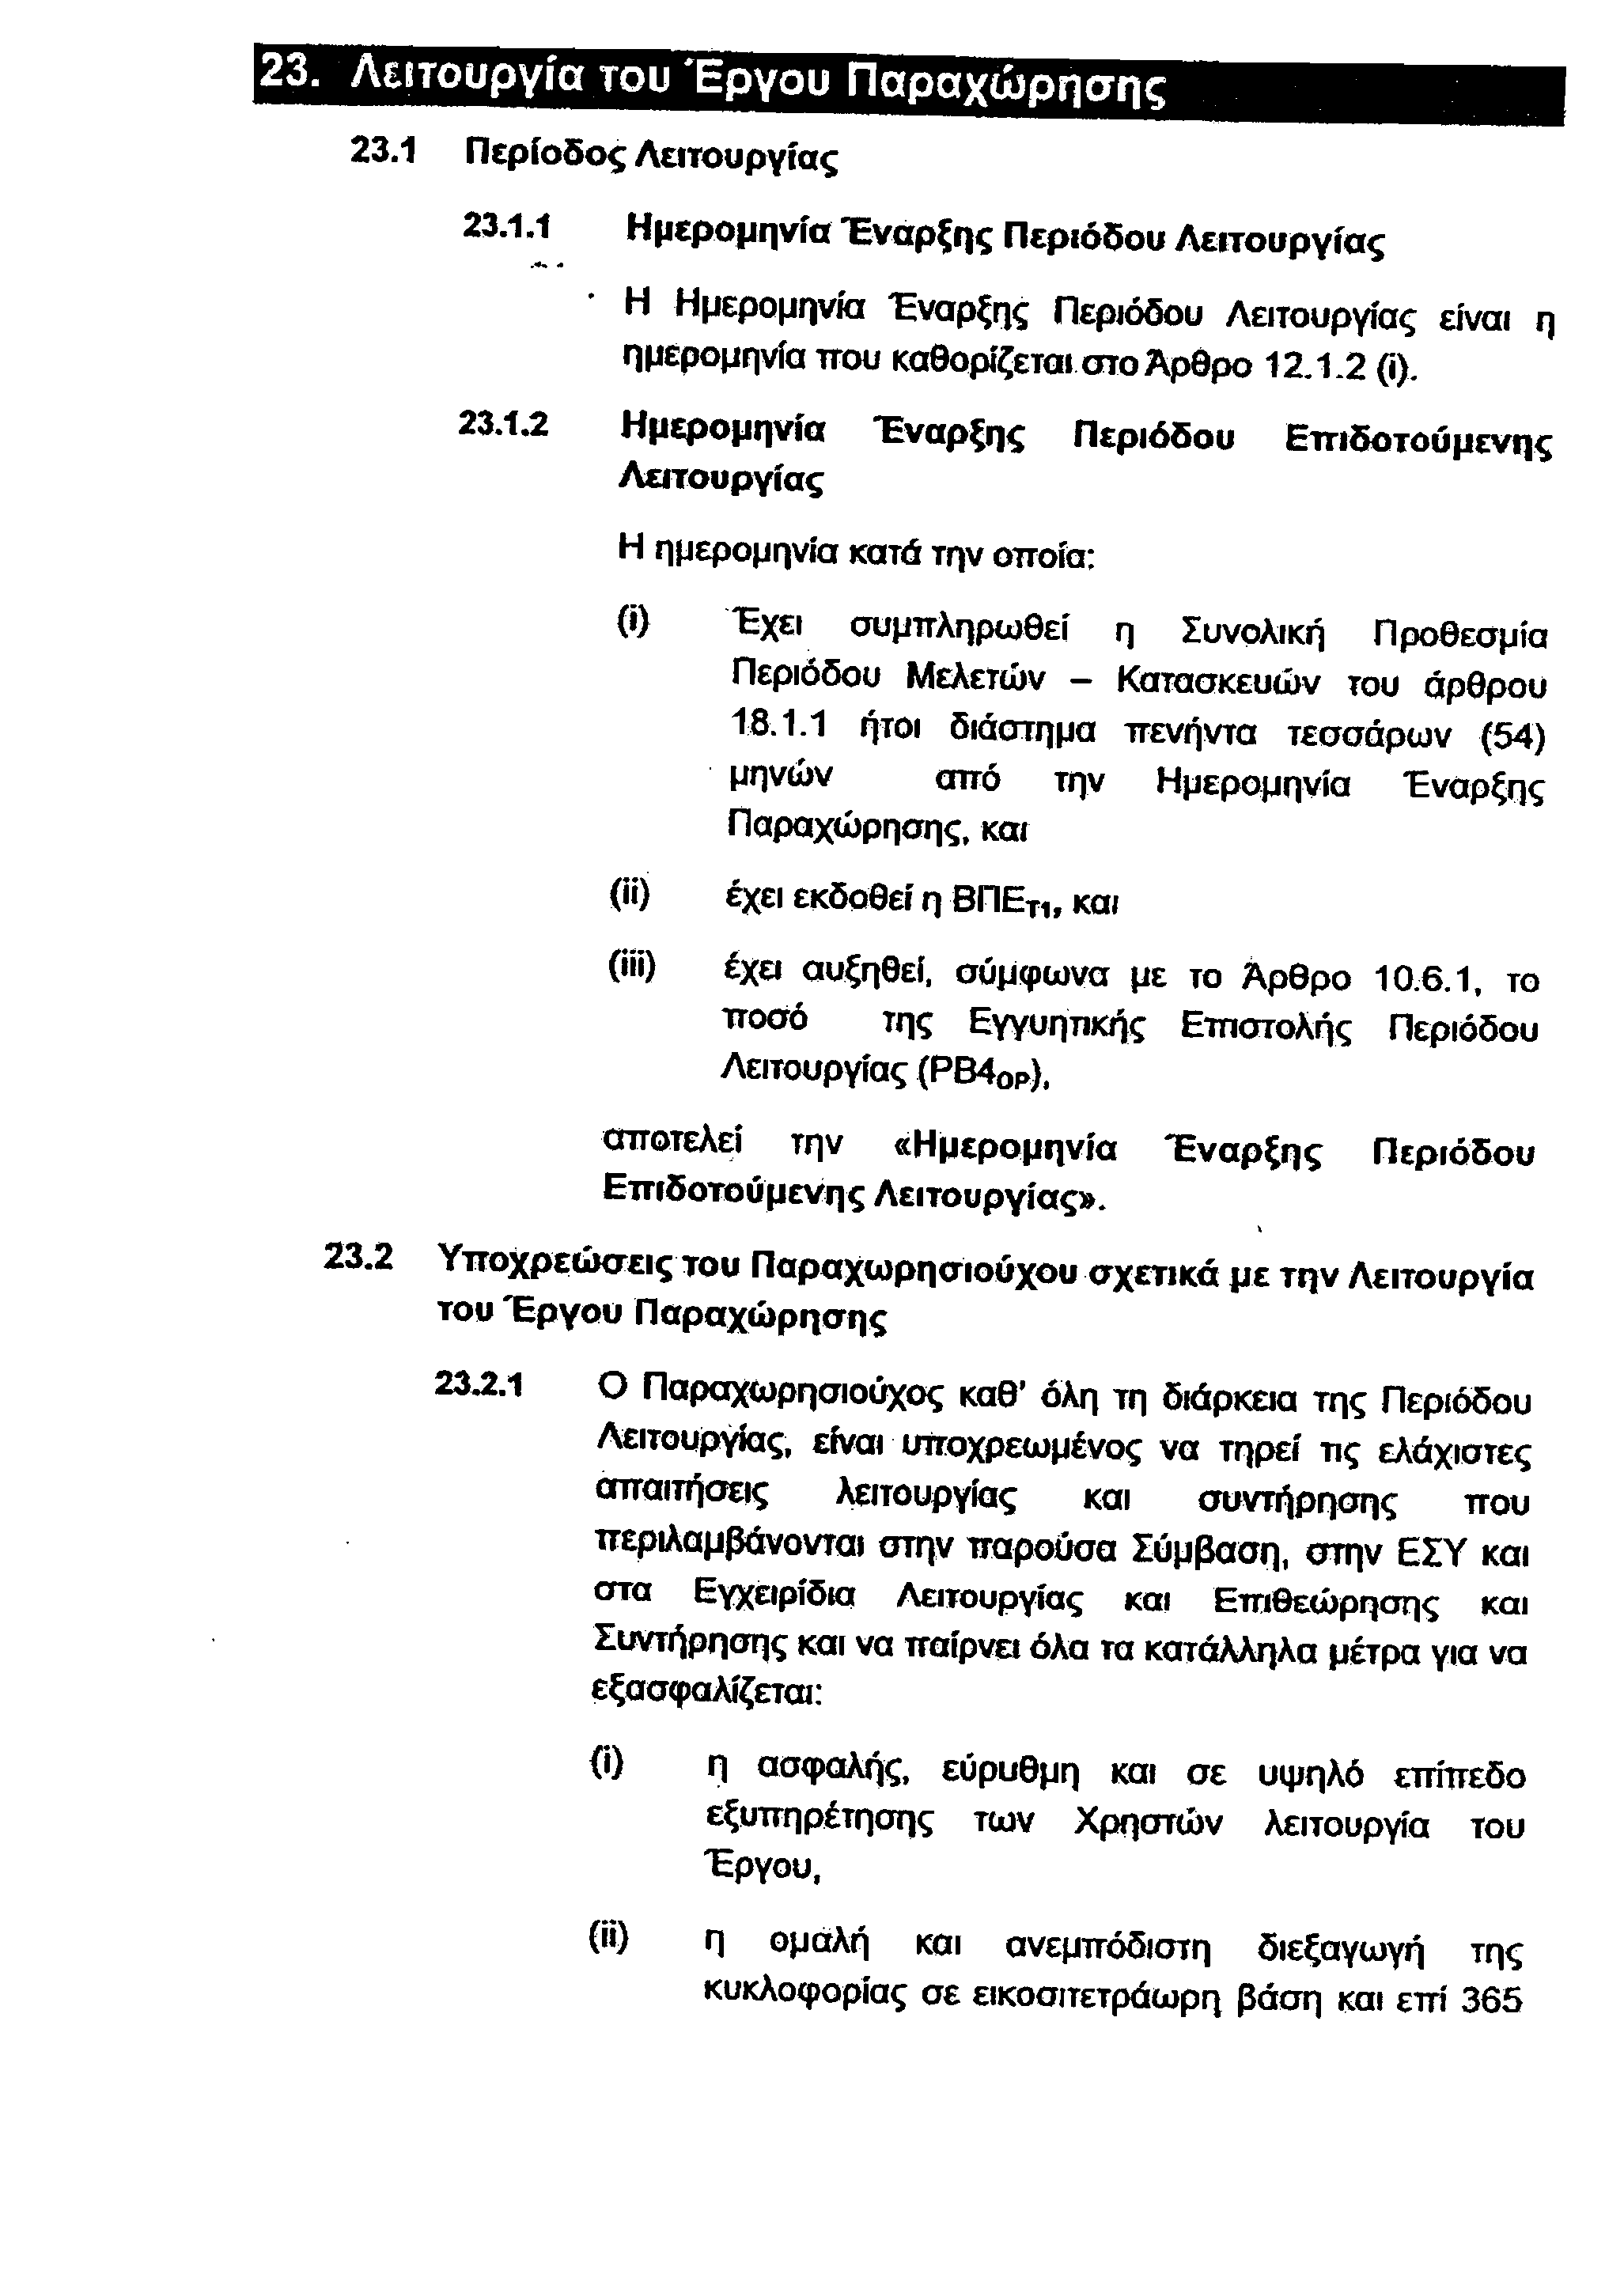 23. Λειτουργία του Έργου Παραχώρησης
23.1 Περίοδος Λειτουργίας
23.1.1 Ημερομηνία Έναρξης Περιόδου Λειτουργίας
Η Ημερομηνία Έναρξης Περιόδου Λειτουργίας είναι η
ημερομηνία που καθορίζεται στο Άρθρο 12.1.2 (i).
23.1.2 Ημερομηνία Έναρξης Περιόδου Επιδοτούμενης
Λειτουργίας
Η ημερομηνία κατά την οποία:
(i) Έχει συμπληρωθεί η Συνολική Προθεσμία
Περιόδου Μελετών – Κατασκευών του άρθρου
18.1.1 ήτοι διάστημα πενήντα τεσσάρων (54)
μηνών από την Ημερομηνία Έναρξης
Παραχώρησης, και
(ii) έχει εκδοθεί η ΒΠΕT1, και
(iii) έχει αυξηθεί, σύμφωνα με το Άρθρο 10.6.1, το
ποσό της Εγγυητικής Επιστολής Περιόδου
Λειτουργίας (PB4OP),
αποτελεί την «Ημερομηνία Έναρξης Περιόδου
Επιδοτούμενης Λειτουργίας».
23.2 Υποχρεώσεις του Παραχωρησιούχου σχετικά με την Λειτουργία
του Έργου Παραχώρησης
23.2.1 Ο Παραχωρησιούχος καθ' όλη τη διάρκεια της Περιόδου
Λειτουργίας, είναι υποχρεωμένος να τηρεί τις ελάχιστες
απαιτήσεις λειτουργίας και συντήρησης που
περιλαμβάνονται στην παρούσα Σύμβαση, στην ΕΣΥ και
στα Εγχειρίδια Λειτουργίας και Επιθεώρησης και
Συντήρησης και να παίρνει όλα τα κατάλληλα μέτρα για να
εξασφαλίζεται:
(i) η ασφαλής, εύρυθμη και σε υψηλό επίπεδο
εξυπηρέτησης των Χρηστών λειτουργία του
Έργου,
(ii) η ομαλή και ανεμπόδιστη διεξαγωγή της
κυκλοφορίας σε εικοσιτετράωρη βάση και επί 365